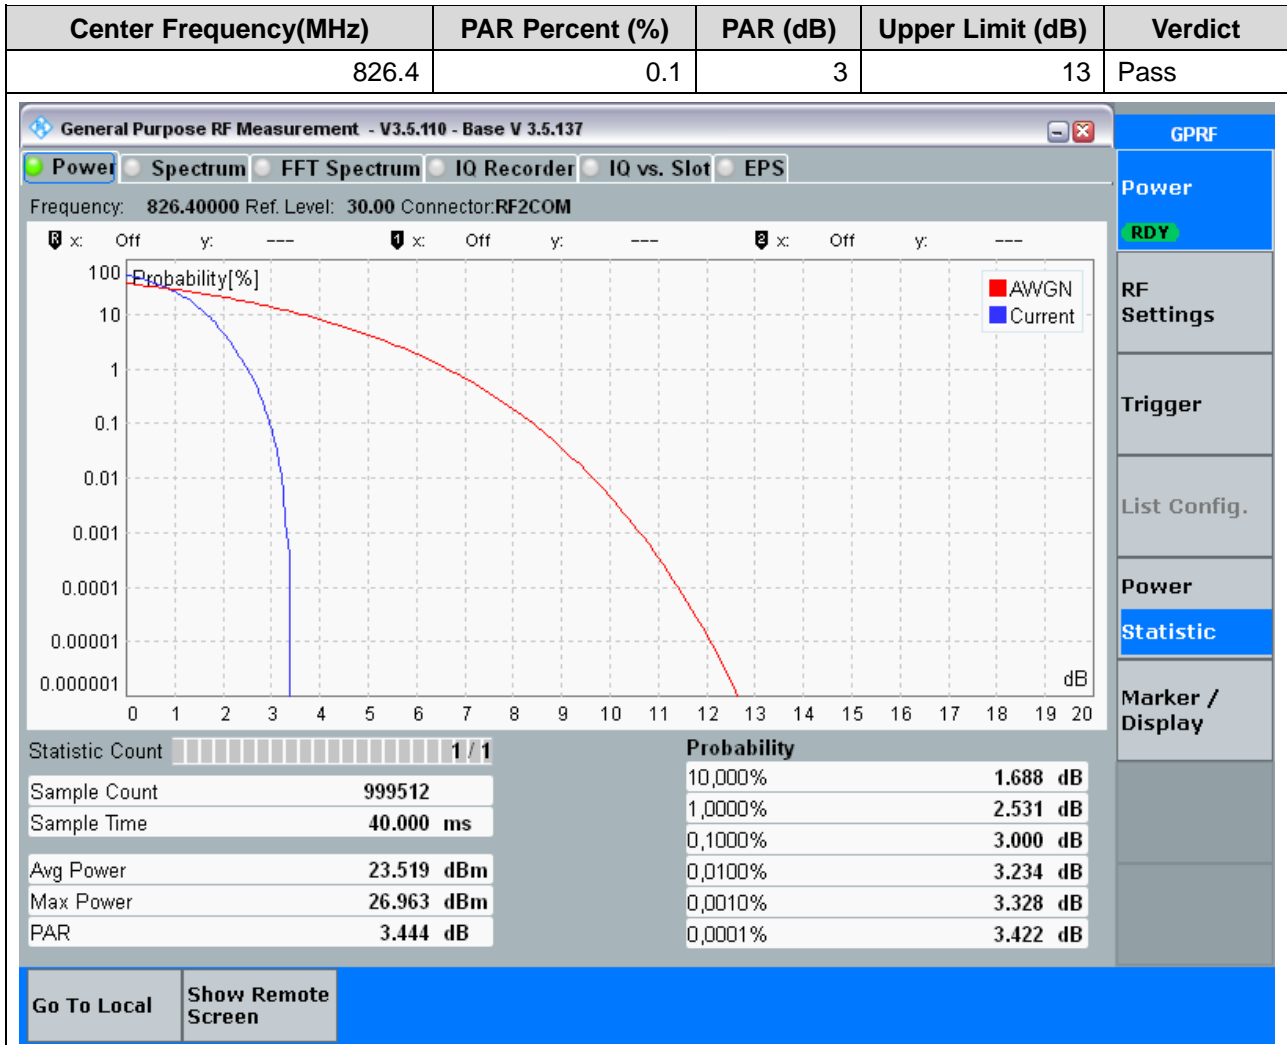 Center Frequency(MHz) PAR Percent (%) PAR (dB) Upper Limit (dB) Verdict
826.4 0.1 3 13 Pass
General Purpose RF Measurement - V3.5.110 - Base V 3.5.137
GPRF
Power Spectrum FFT Spectrum IQ Recorder IQ vs. Slot EPS
Power
RDY
Frequency: 826.40000 Ref. Level: 30.00 Connector:RF2COM
R x: Off y: --- 1 x: Off y: --- 2 x: Off y: ---
Probability[%]
AWGN
Current
100
10
1
0.1
0.01
0.001
0.0001
0.00001
0.000001
dB
0 1 2 3 4 5 6 7 8 9 10 11 12 13 14 15 16 17 18 19 20
RF
Settings
Trigger
List Config.
Power
Statistic
Marker /
Display
Statistic Count 1 / 1
Sample Count 999512
Sample Time 40.000 ms
Avg Power 23.519 dBm
Max Power 26.963 dBm
PAR 3.444 dB
Probability
10,000% 1.688 dB
1,0000% 2.531 dB
0,1000% 3.000 dB
0,0100% 3.234 dB
0,0010% 3.328 dB
0,0001% 3.422 dB
Go To Local
Show Remote
Screen